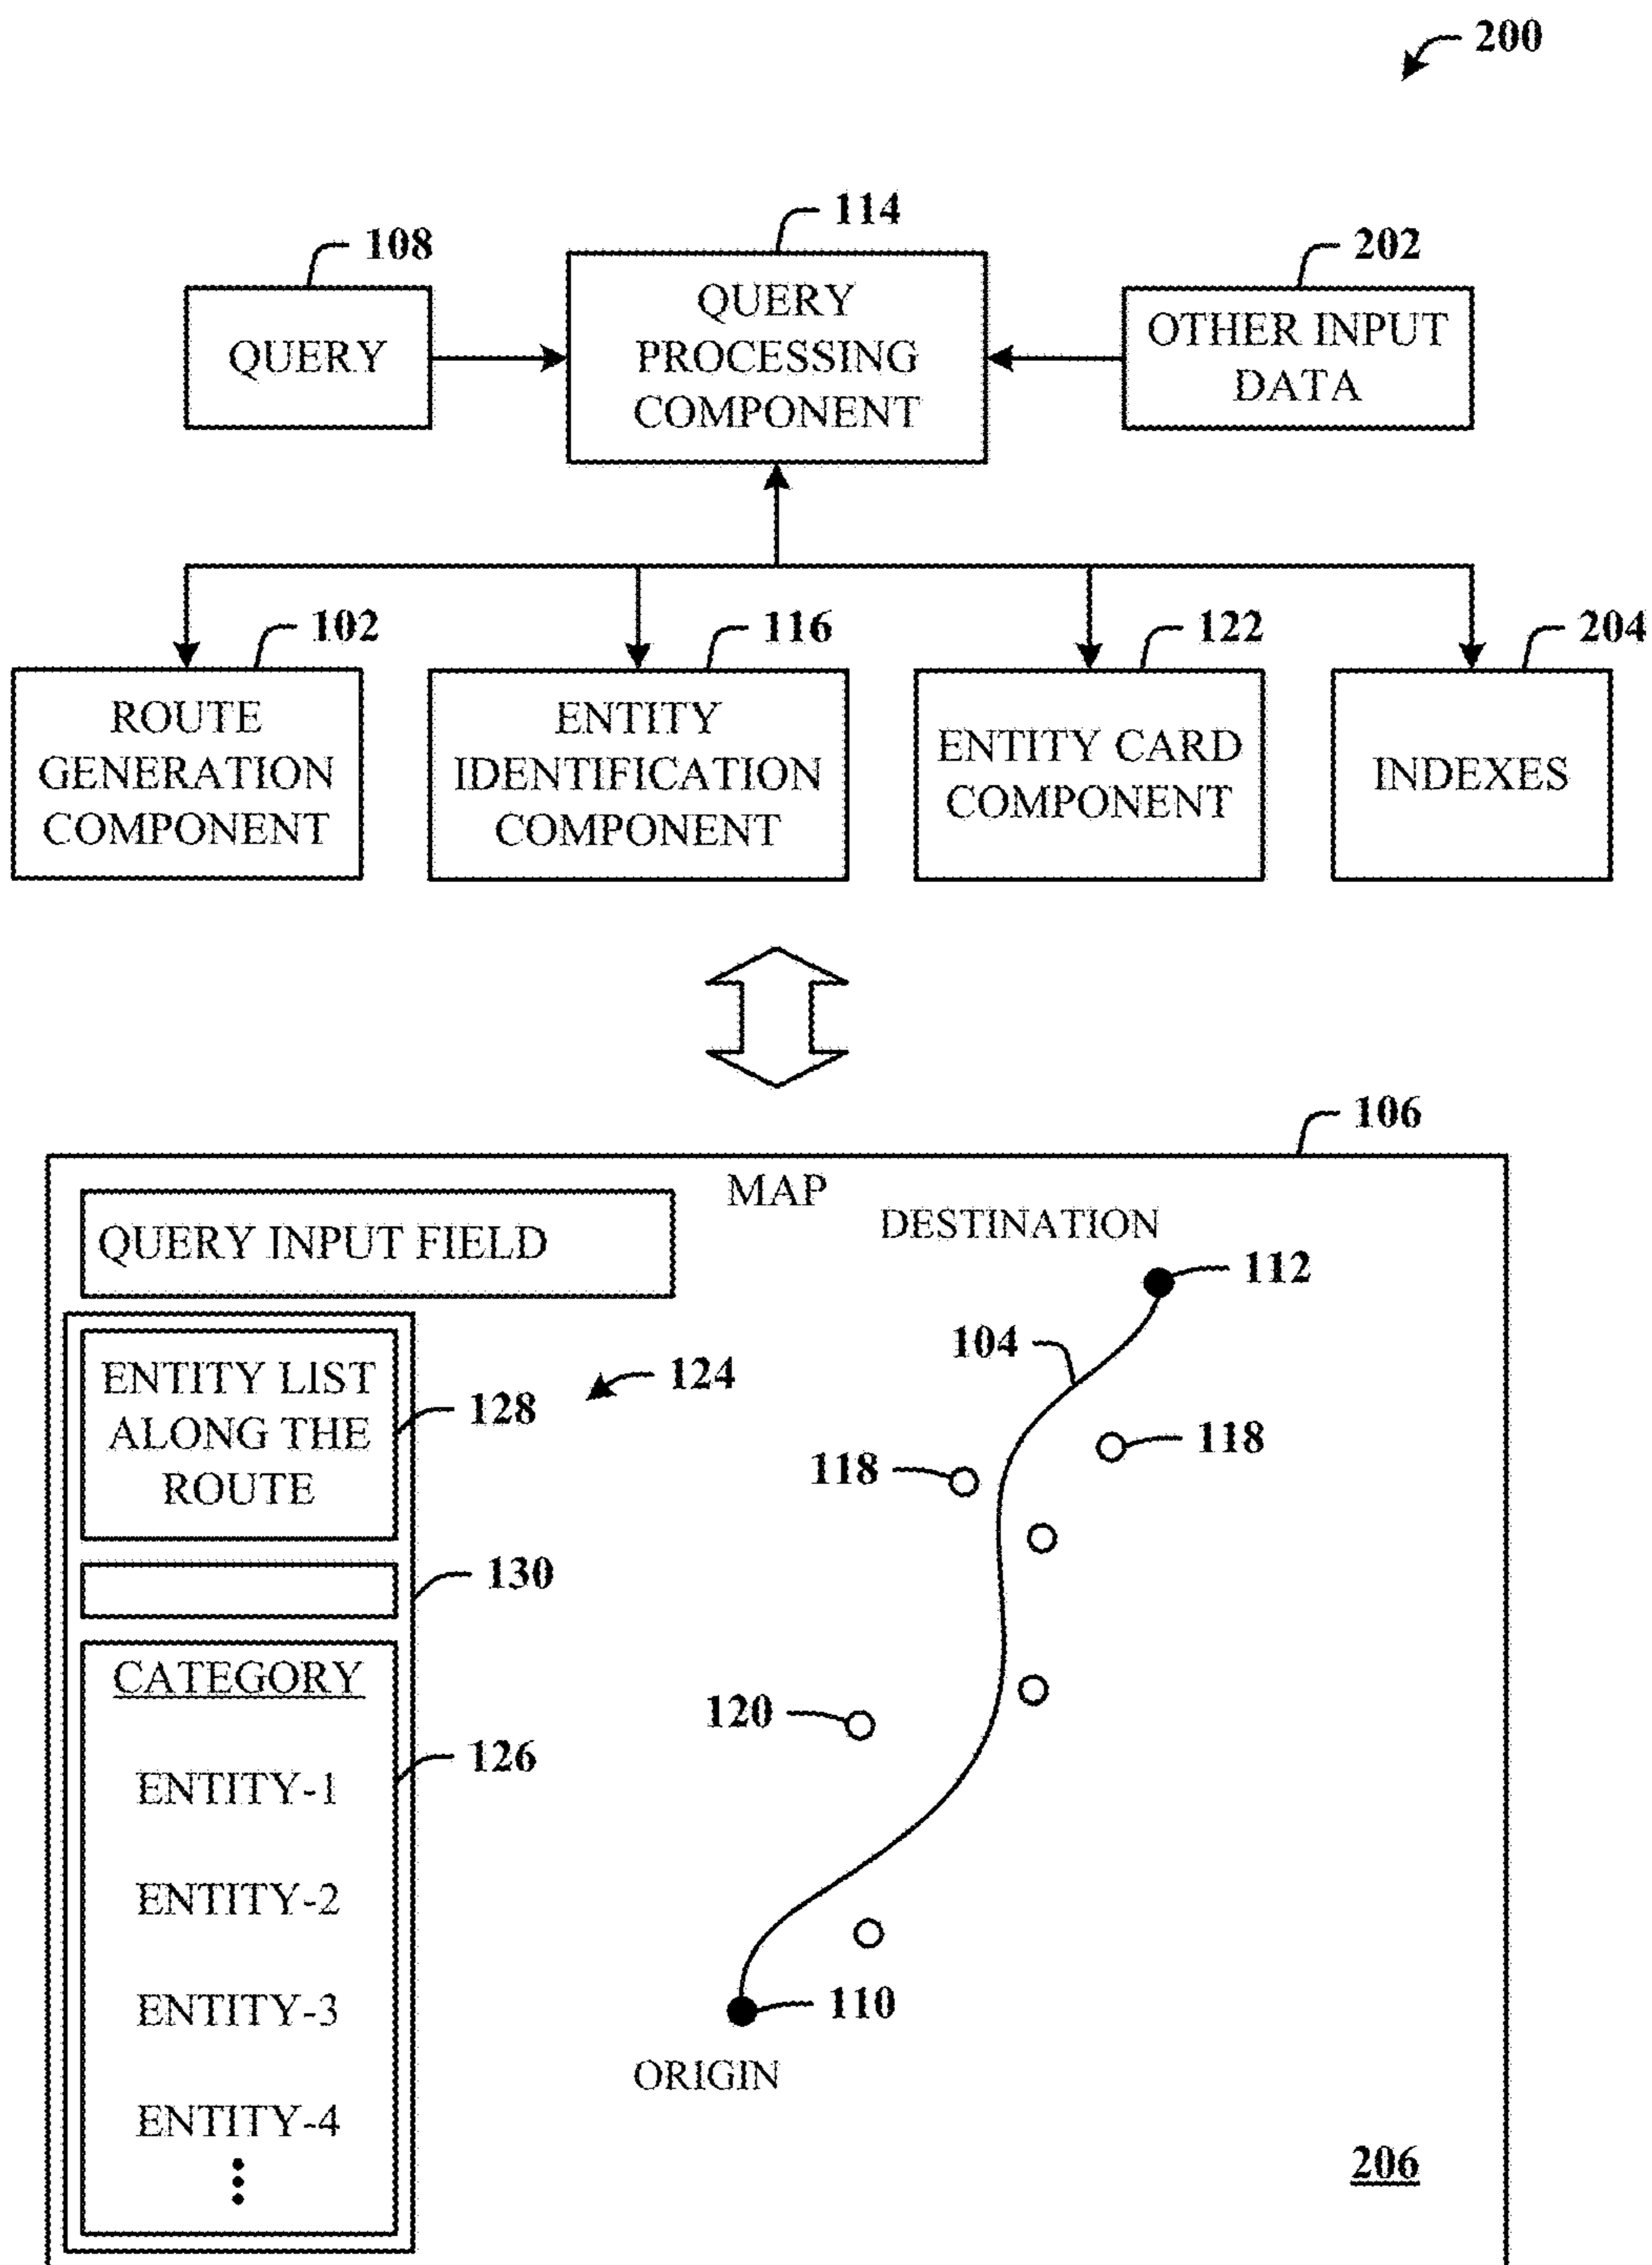 200
114
108
202
QUERY
QUERY
PROCESSING
COMPONENT
OTHER INPUT
DATA
102
116
122
204
ROUTE
GENERATION
COMPONENT
ENTITY
IDENTIFICATION
COMPONENT
ENTITY CARD
COMPONENT
INDEXES
106
MAP
QUERY INPUT FIELD
DESTINATION
112
104
ENTITY LIST
ALONG THE
ROUTE
128
124
118
118
130
CATEGORY
ENTITY-1
ENTITY-2
ENTITY-3
ENTITY-4
126
120
110
ORIGIN
206